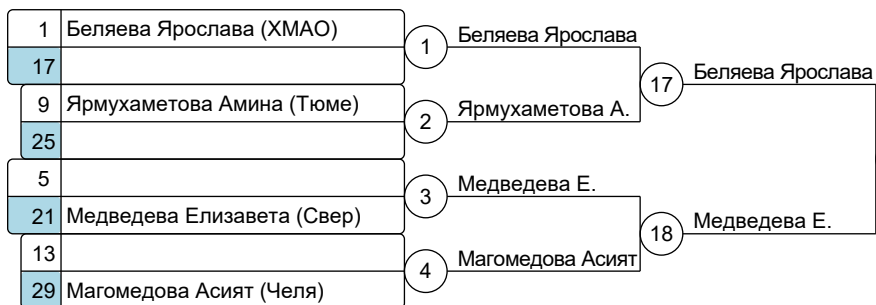 1 Беляева Ярослава (ХМАО)
17
9 Ярмухаметова Амина (Тюме)
25
5
21 Медведева Елизавета (Свер)
13
29 Магомедова Асият (Челя)
1 Беляева Ярослава
2 Ярмухаметова А.
3 Медведева Е.
4 Магомедова Асият
17 Беляева Ярослава
18 Медведева Е.